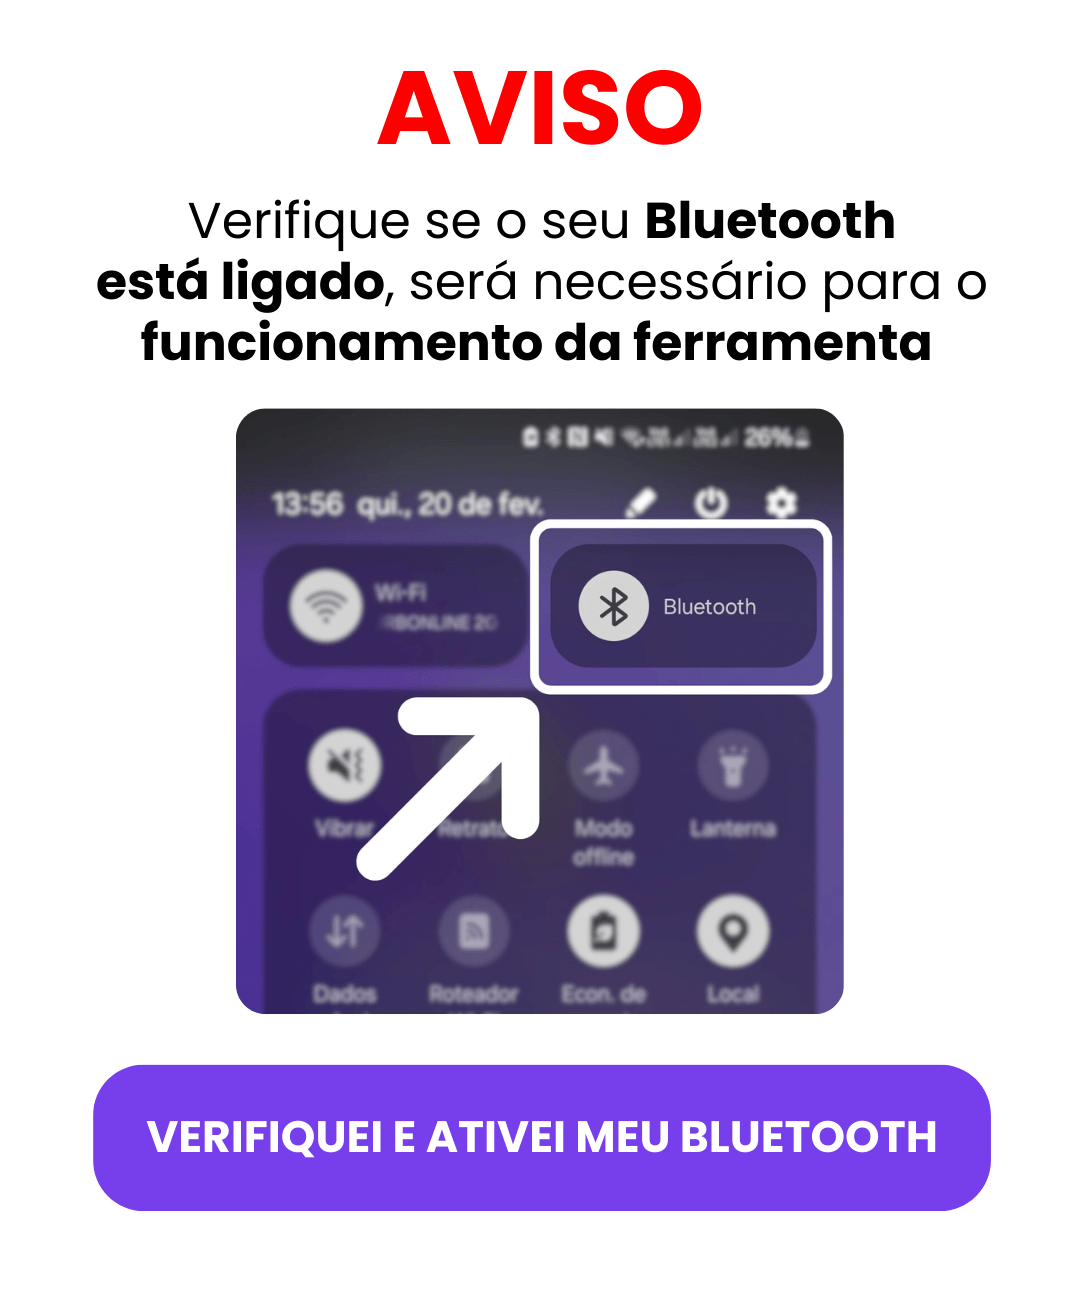 AVISO
Verifique se o seu Bluetooth
está ligado, será necessário para o
funcionamento da ferramenta
26%
13:56 qui., 20 de fev.
Wi-Fi
Bluetooth
Vibrar
Retrato
Modo
offline
Lanterna
Dados
Roteador
Econ. de
Local
VERIFIQUEI E ATIVEI MEU BLUETOOTH